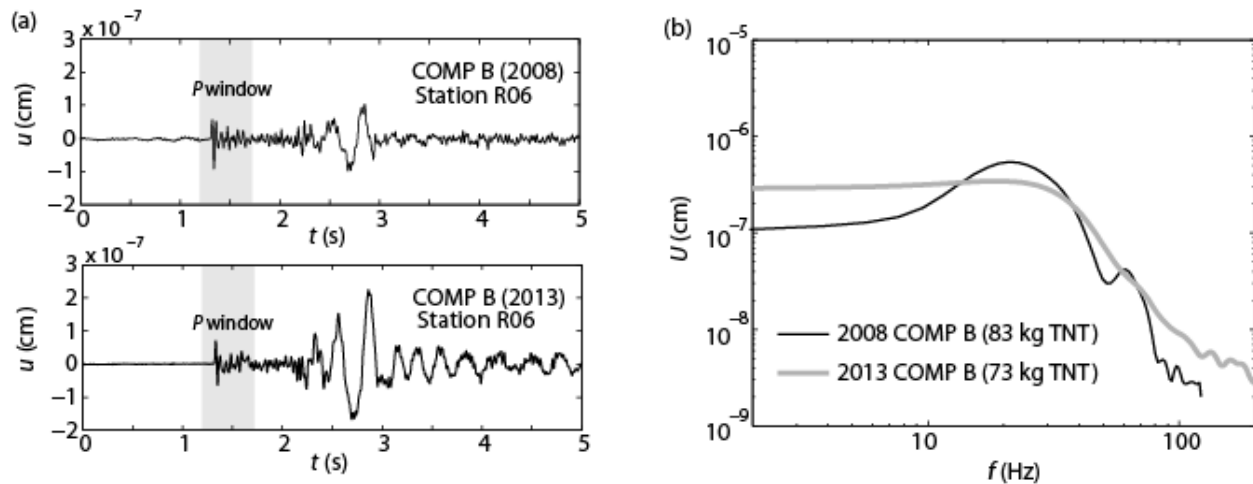 (a)
x 10⁻⁷
3
2
1
0
−1
−2
u (cm)
P window
COMP B (2008)
Station R06
0 1 2 3 4 5
t (s)
x 10⁻⁷
3
2
1
0
−1
−2
u (cm)
P window
COMP B (2013)
Station R06
0 1 2 3 4 5
t (s)
(b)
10⁻⁵
10⁻⁶
10⁻⁷
10⁻⁸
10⁻⁹
U (cm)
2008 COMP B (83 kg TNT)
2013 COMP B (73 kg TNT)
10 100
f (Hz)